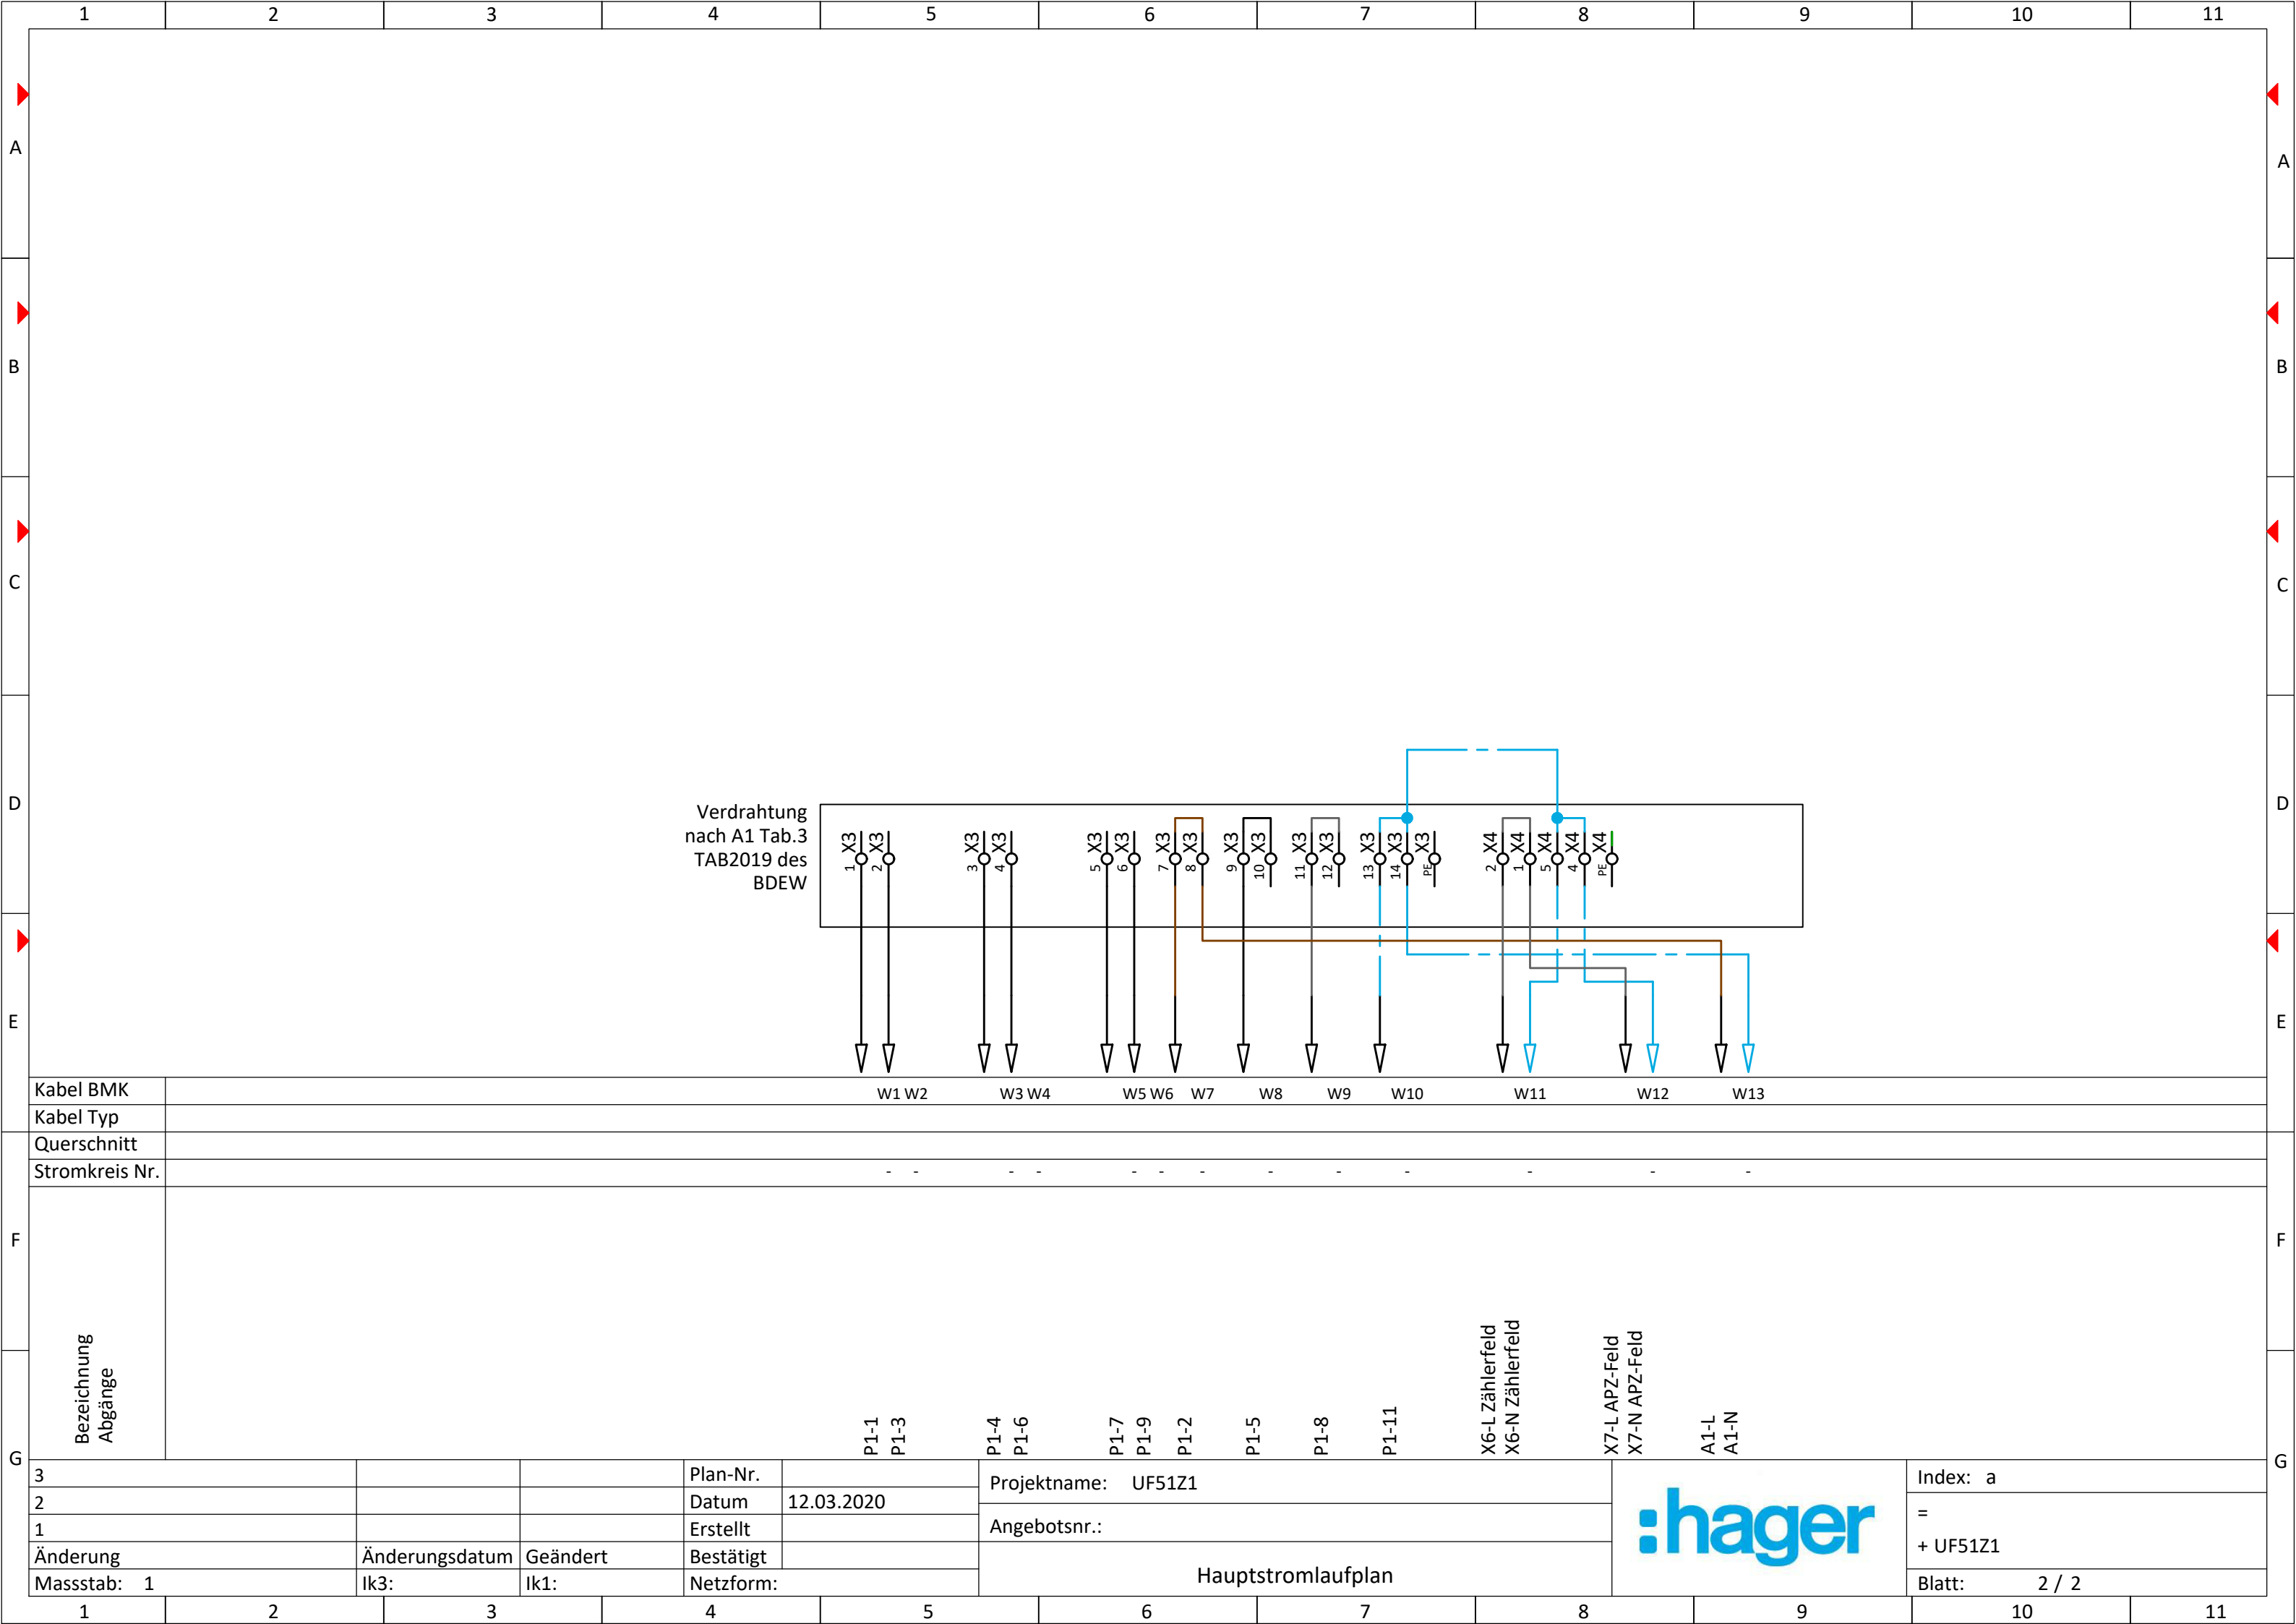 1 2 3 4 5 6 7 8 9 10 11
A A
B B
C C
D D
E E
F F
G G
Verdrahtung
nach A1 Tab.3
TAB2019 des
BDEW
X3 X3 X3 X3 X3 X3 X3 X3 X3 X3 X3 X3 X3 X3 X3 X4 X4 X4 X4 X4
1 2 3 4 5 6 7 8 9 10 11 12 13 14 PE 2 1 5 4 PE
Kabel BMK W1 W2 W3 W4 W5 W6 W7 W8 W9 W10 W11 W12 W13
Kabel Typ
Querschnitt
Stromkreis Nr. - - - - - - - - - - - - -
Bezeichnung
Abgänge
P1-1
P1-3
P1-4
P1-6
P1-7
P1-9
P1-2
P1-5
P1-8
P1-11
X6-L Zählerfeld
X6-N Zählerfeld
X7-L APZ-Feld
X7-N APZ-Feld
A1-L
A1-N
3 Plan-Nr.
2 Datum 12.03.2020
1 Erstellt
Änderung Änderungsdatum Geändert Bestätigt
Massstab: 1 Ik3: Ik1: Netzform:
Projektname: UF51Z1
Angebotsnr.:
Hauptstromlaufplan
:hager
Index: a
=
+ UF51Z1
Blatt: 2 / 2
1 2 3 4 5 6 7 8 9 10 11